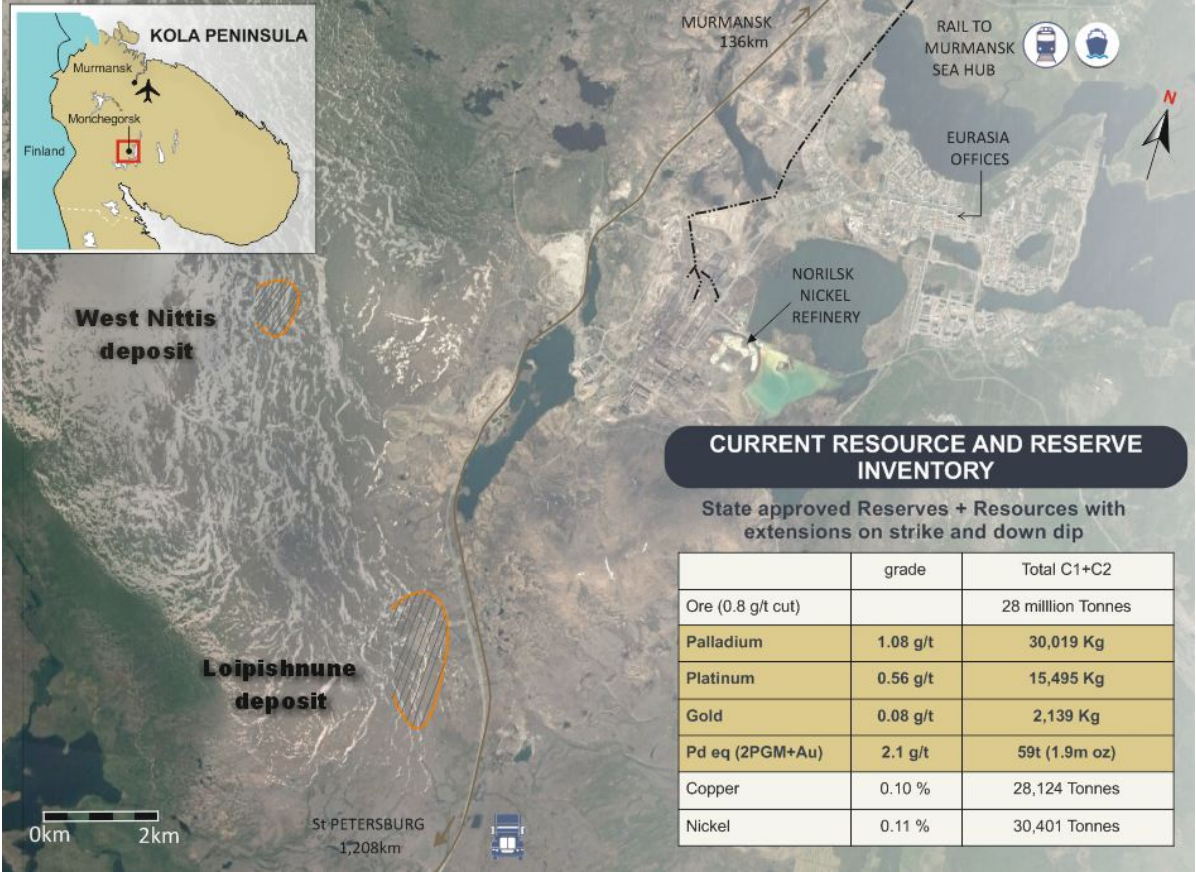 KOLA PENINSULA
Murmansk
Monchegorsk
Finland
MURMANSK
136km
RAIL TO
MURMANSK
SEA HUB
N
EURASIA
OFFICES
NORILSK
NICKEL
REFINERY
West Nittis
deposit
Loipishnune
deposit
0km 2km
St PETERSBURG
1,208km
CURRENT RESOURCE AND RESERVE
INVENTORY
State approved Reserves + Resources with
extensions on strike and down dip
grade Total C1+C2
Ore (0.8 g/t cut) 28 milllion Tonnes
Palladium 1.08 g/t 30,019 Kg
Platinum 0.56 g/t 15,495 Kg
Gold 0.08 g/t 2,139 Kg
Pd eq (2PGM+Au) 2.1 g/t 59t (1.9m oz)
Copper 0.10 % 28,124 Tonnes
Nickel 0.11 % 30,401 Tonnes